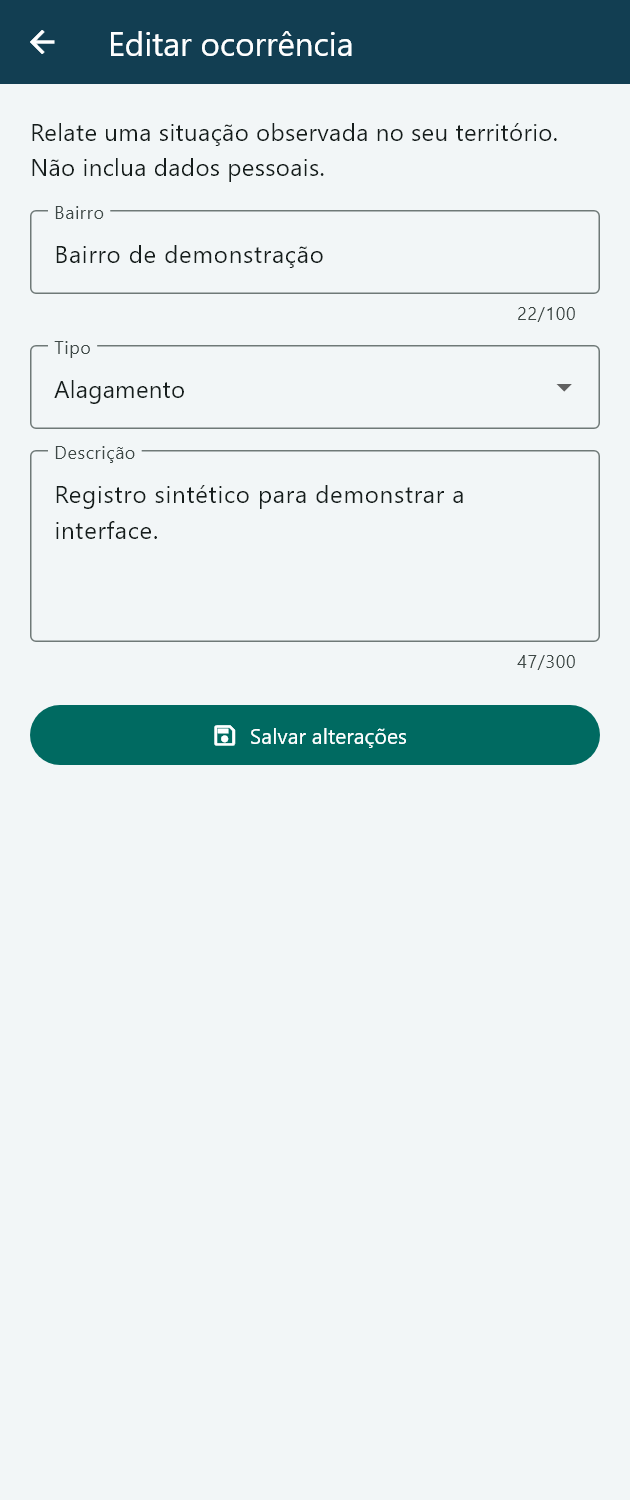 Editar ocorrência
Relate uma situação observada no seu território.
Não inclua dados pessoais.
Bairro
Bairro de demonstração
22/100
Tipo
Alagamento
Descrição
Registro sintético para demonstrar a
interface.
47/300
Salvar alterações